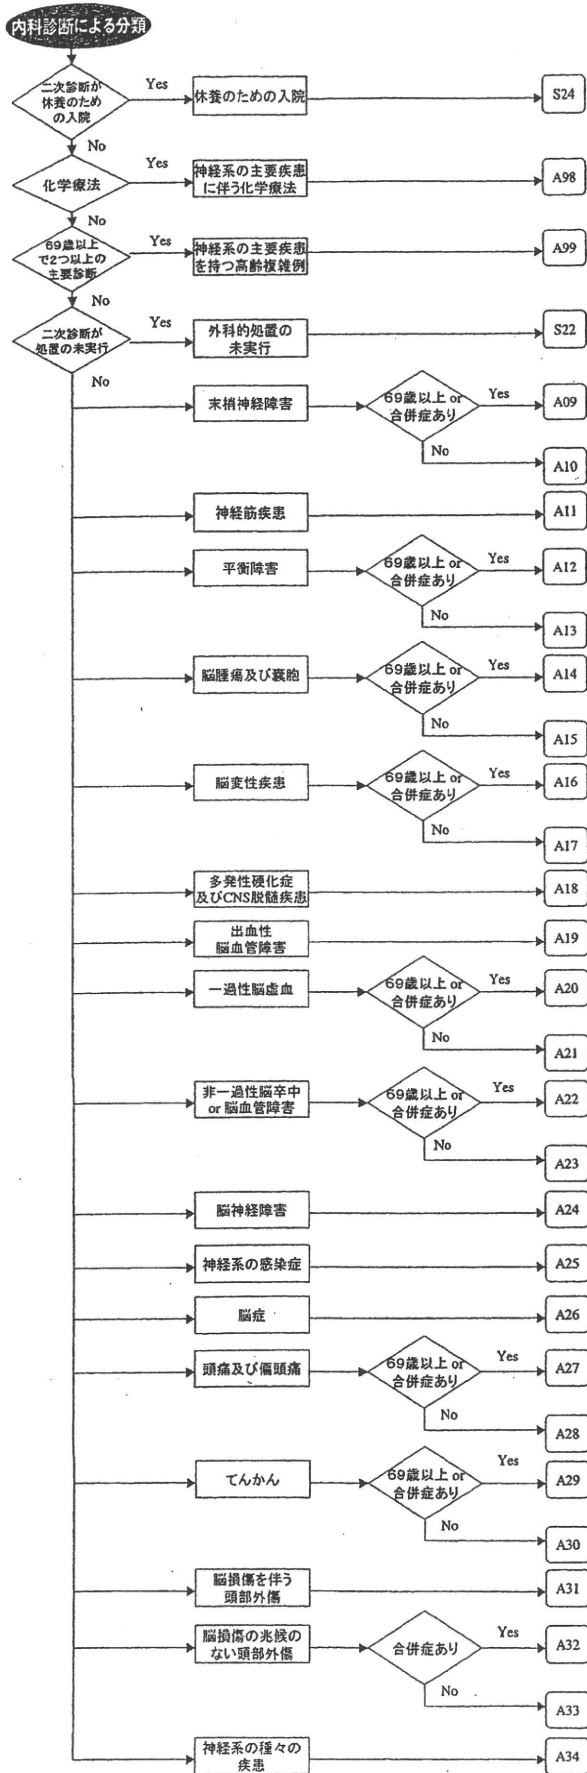 内科診断による分類
二次診断が
休養のため
の入院
Yes
休養のための入院
S24
No
化学療法
Yes
神経系の主要疾患
に伴う化学療法
A98
No
69歳以上
で2つ以上の
主要診断
Yes
神経系の主要疾患
を持つ高齢複雑例
A99
No
二次診断が
処置の未実行
Yes
外科的処置の
未実行
S22
No
末梢神経障害
69歳以上 or
合併症あり
Yes
A09
No
A10
神経筋疾患
A11
平衡障害
69歳以上 or
合併症あり
Yes
A12
No
A13
脳腫瘍及び嚢胞
69歳以上 or
合併症あり
Yes
A14
No
A15
脳変性疾患
69歳以上 or
合併症あり
Yes
A16
No
A17
多発性硬化症
及びCNS脱髄疾患
A18
出血性
脳血管障害
A19
一過性脳虚血
69歳以上 or
合併症あり
Yes
A20
No
A21
非一過性脳卒中
or 脳血管障害
69歳以上 or
合併症あり
Yes
A22
No
A23
脳神経障害
A24
神経系の感染症
A25
脳症
A26
頭痛及び偏頭痛
69歳以上 or
合併症あり
Yes
A27
No
A28
てんかん
69歳以上 or
合併症あり
Yes
A29
No
A30
脳損傷を伴う
頭部外傷
A31
脳損傷の兆候の
ない頭部外傷
合併症あり
Yes
A32
No
A33
神経系の種々の
疾患
A34